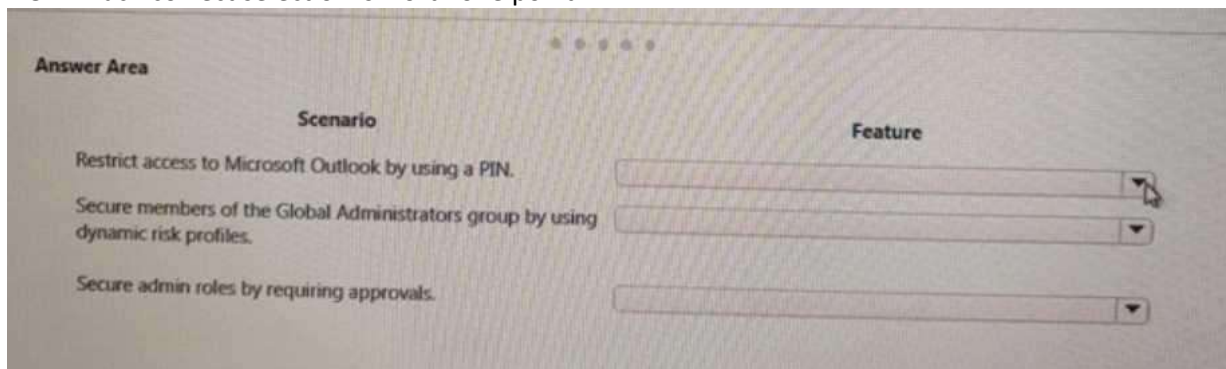 Answer Area
Scenario
Feature
Restrict access to Microsoft Outlook by using a PIN.
Secure members of the Global Administrators group by using
dynamic risk profiles.
Secure admin roles by requiring approvals.